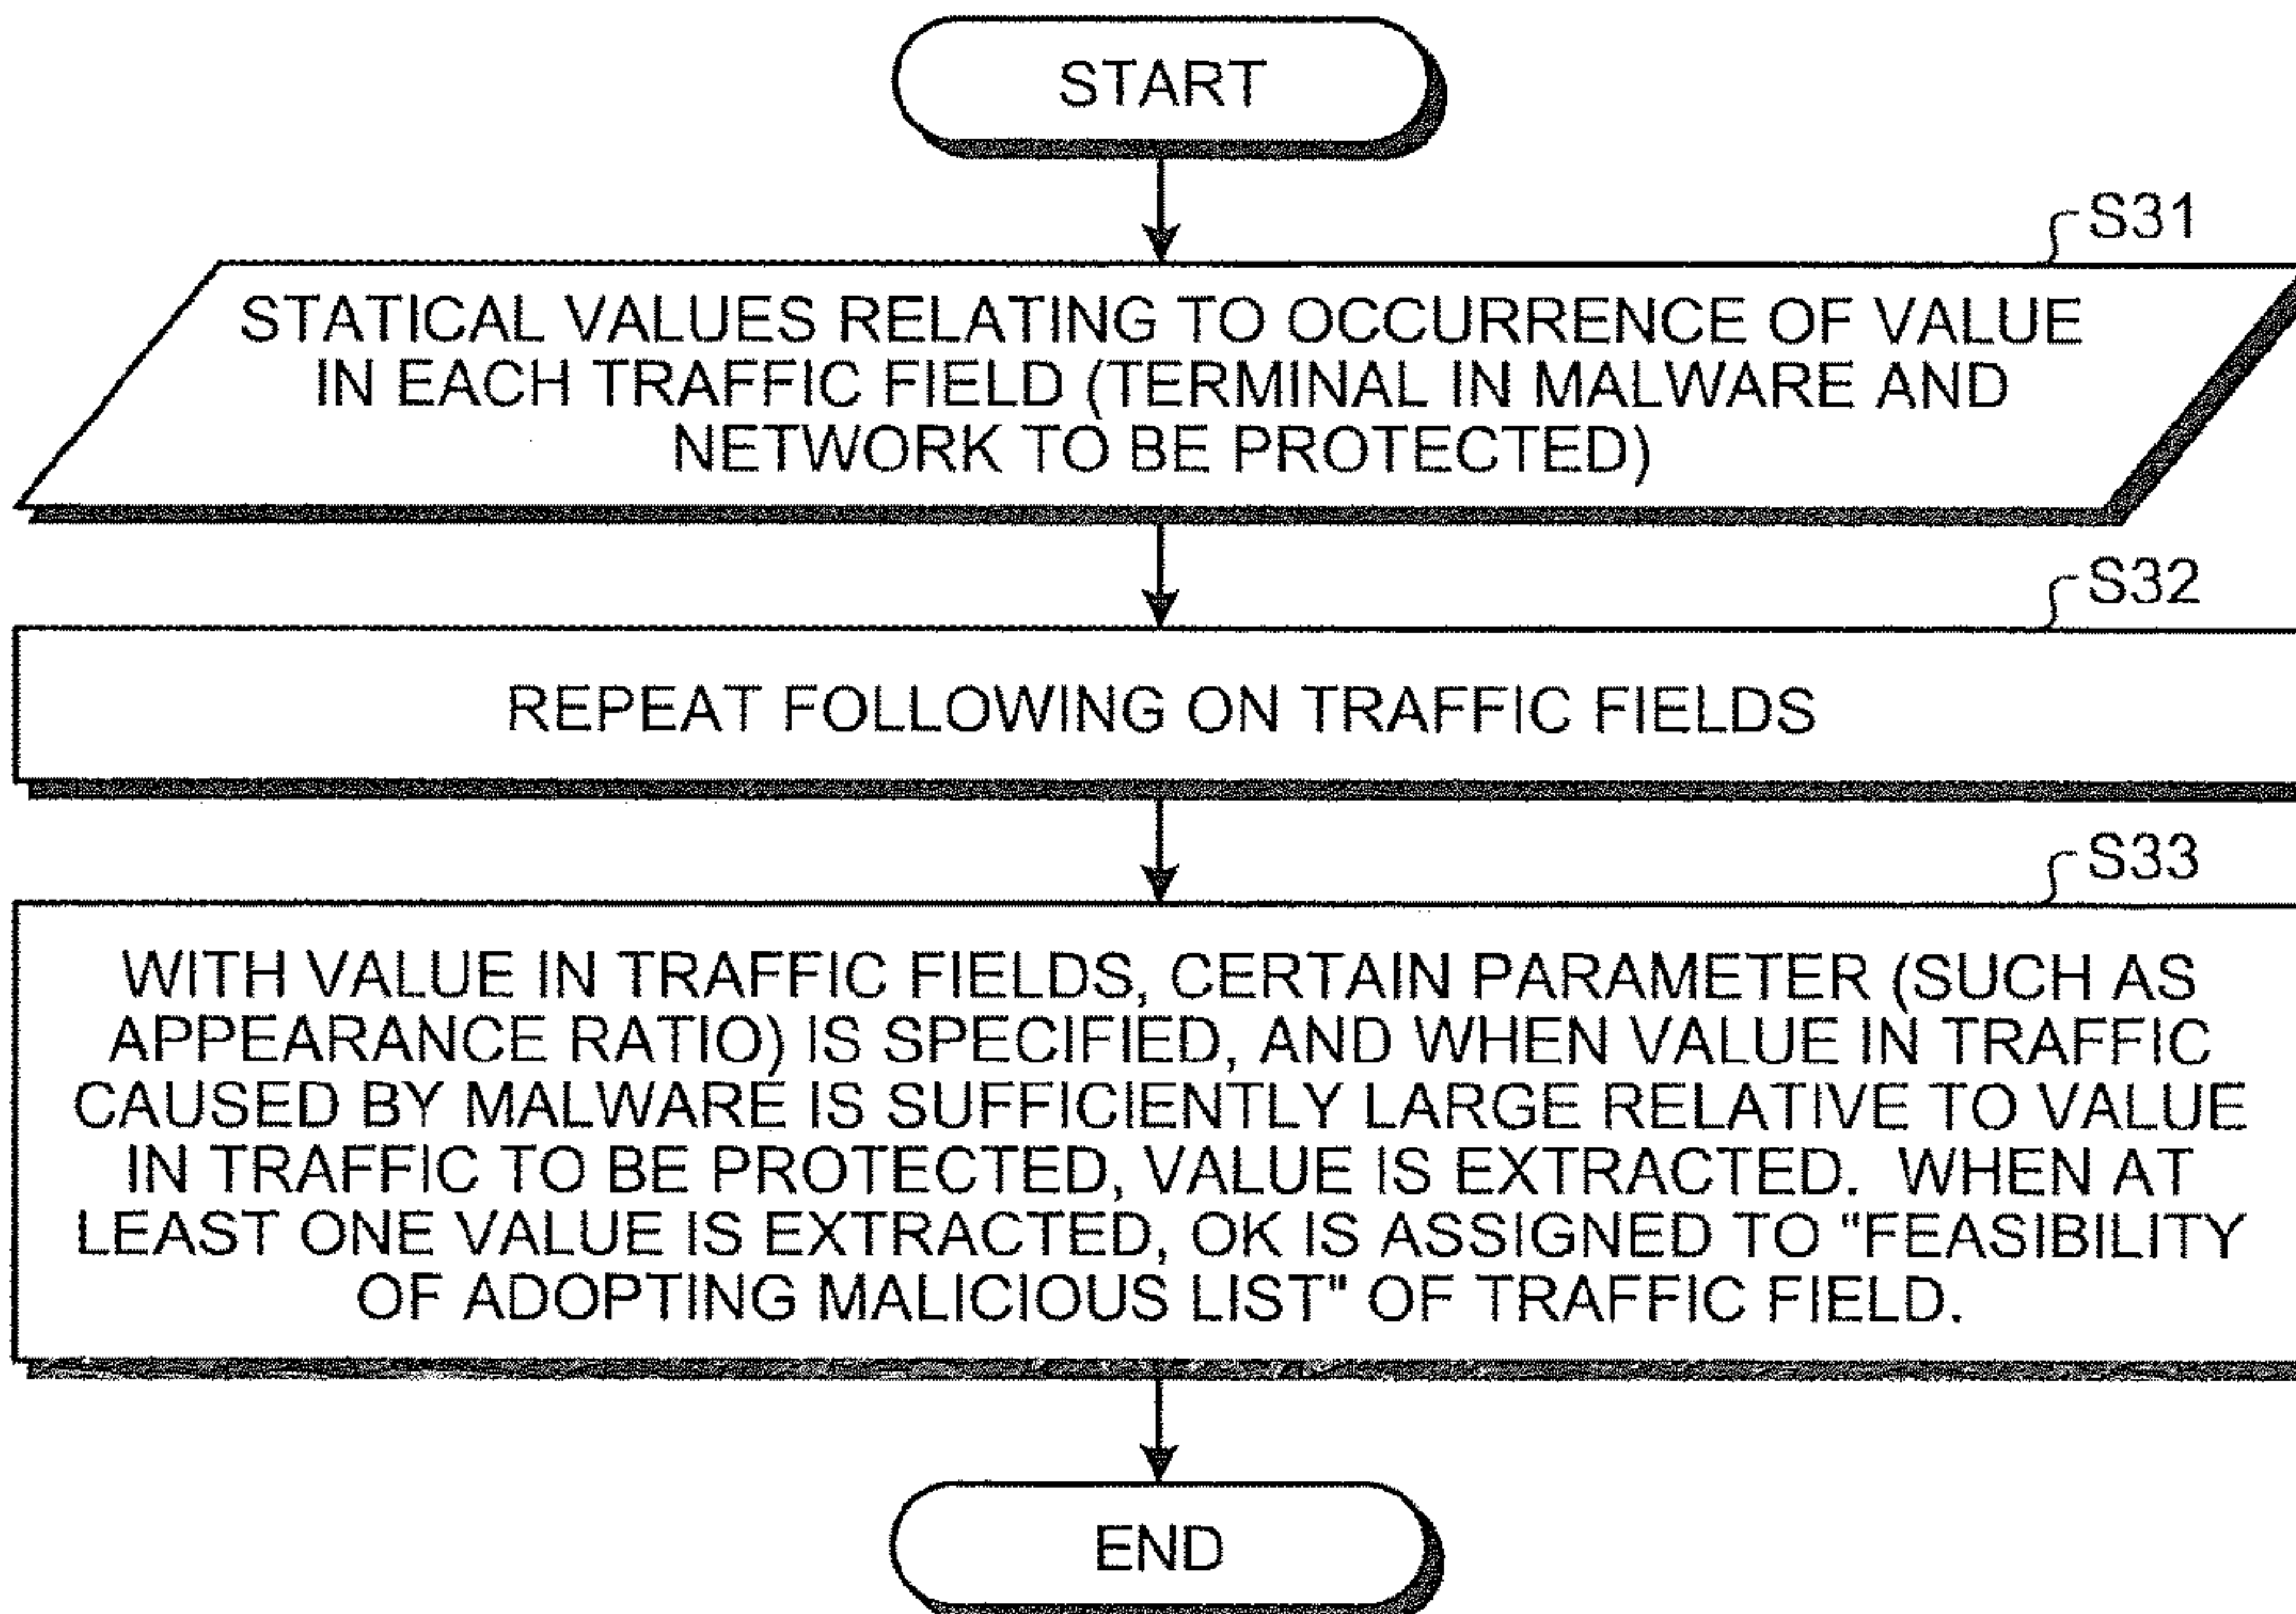 START
S31
STATICAL VALUES RELATING TO OCCURRENCE OF VALUE
IN EACH TRAFFIC FIELD (TERMINAL IN MALWARE AND
NETWORK TO BE PROTECTED)
S32
REPEAT FOLLOWING ON TRAFFIC FIELDS
S33
WITH VALUE IN TRAFFIC FIELDS, CERTAIN PARAMETER (SUCH AS
APPEARANCE RATIO) IS SPECIFIED, AND WHEN VALUE IN TRAFFIC
CAUSED BY MALWARE IS SUFFICIENTLY LARGE RELATIVE TO VALUE
IN TRAFFIC TO BE PROTECTED, VALUE IS EXTRACTED. WHEN AT
LEAST ONE VALUE IS EXTRACTED, OK IS ASSIGNED TO "FEASIBILITY
OF ADOPTING MALICIOUS LIST" OF TRAFFIC FIELD.
END